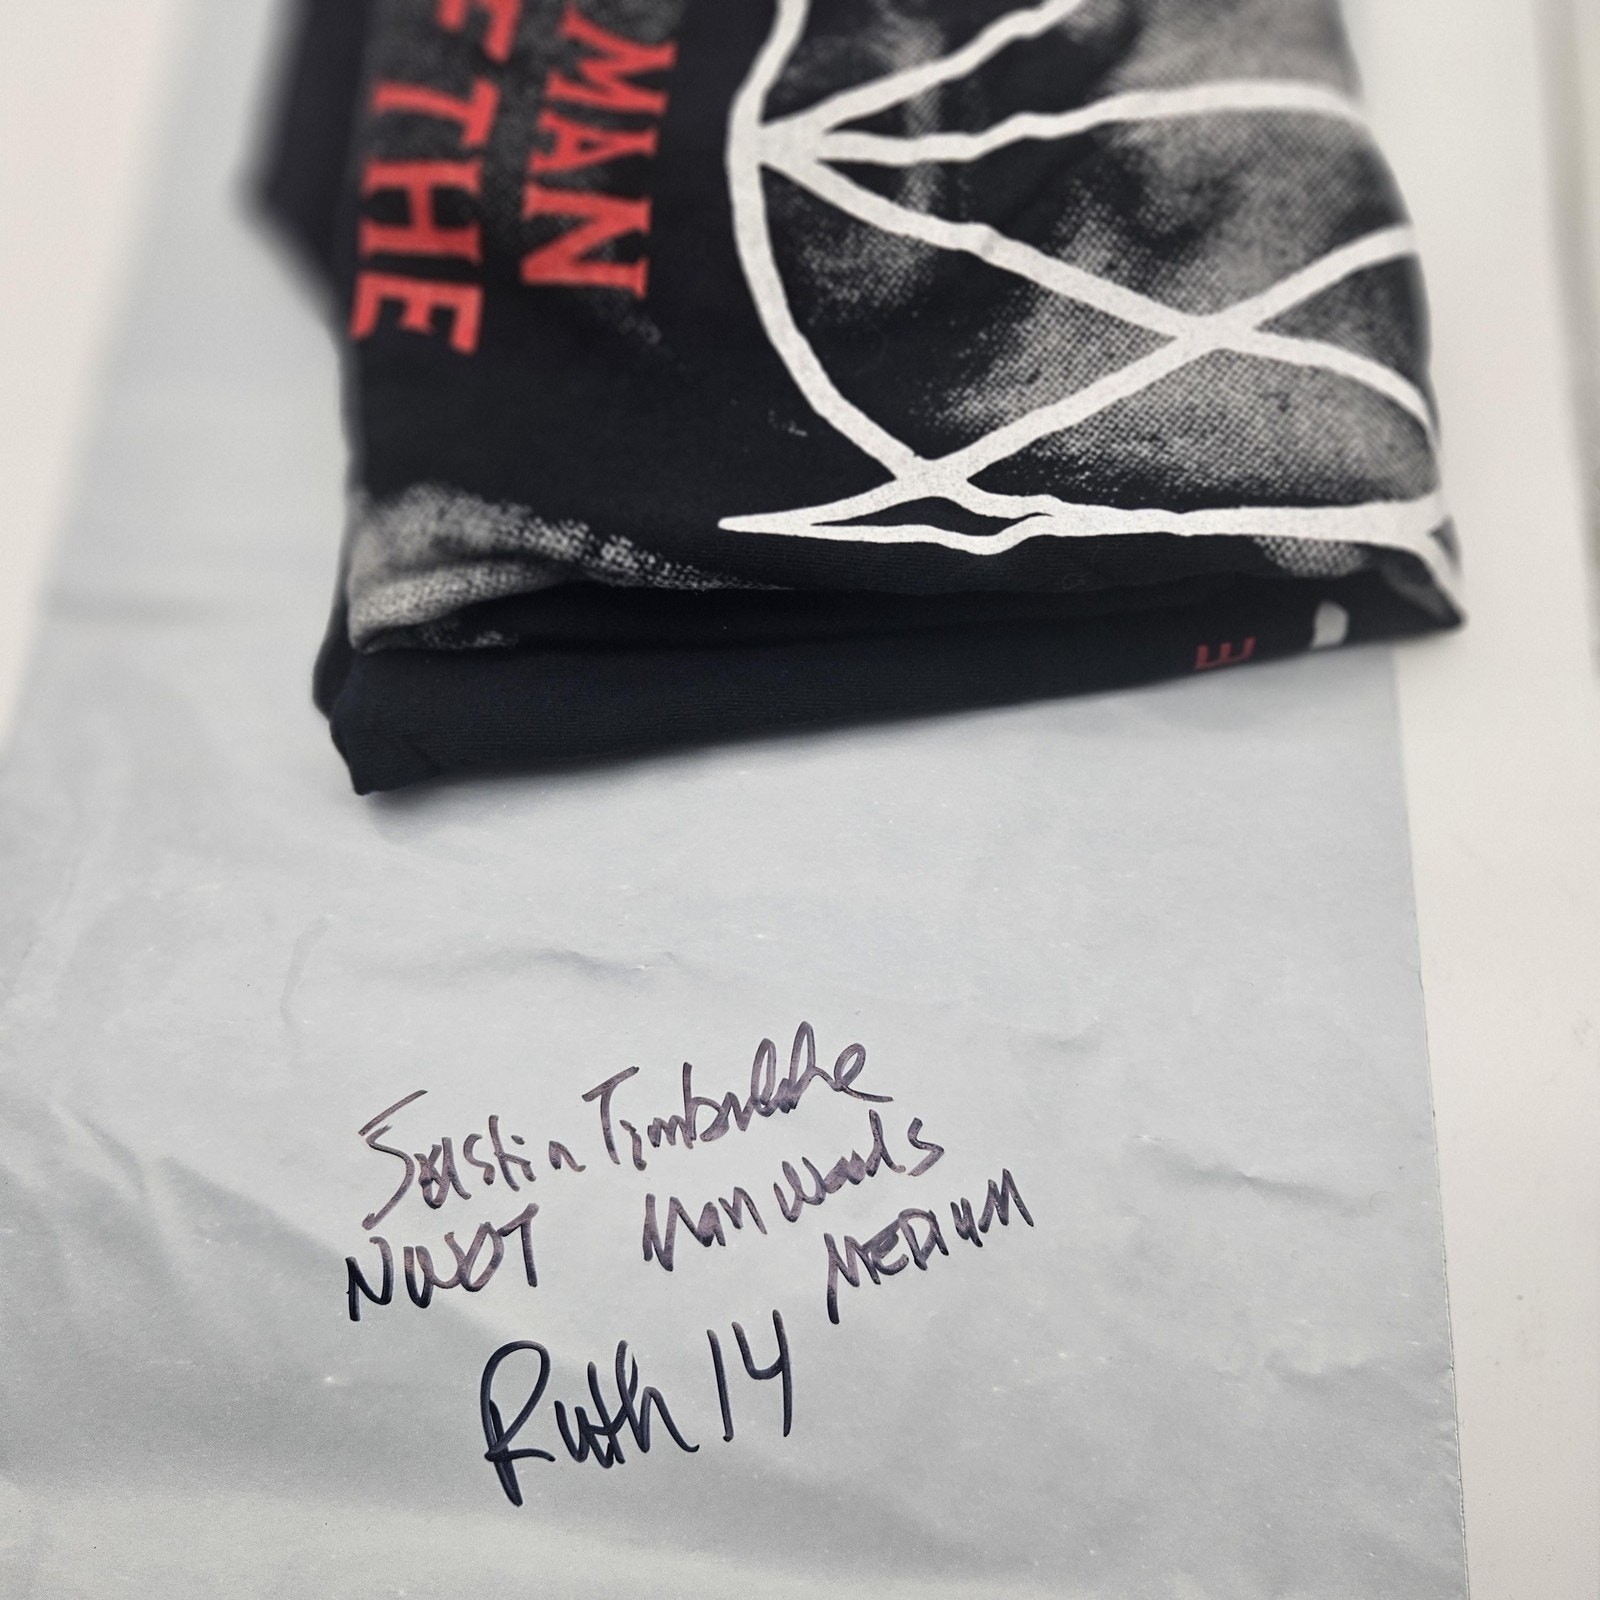 MAN
F THE
E
Justin Timberlake
NWOT Man Woods
MEDIUM
Ruth 14